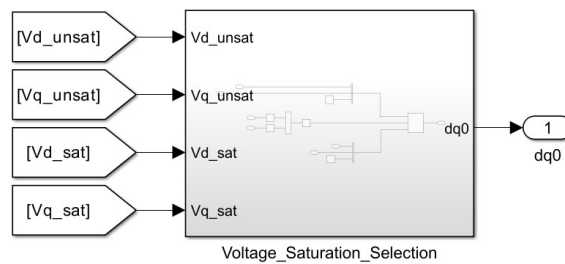 [Vd_unsat]
Vd_unsat
[Vq_unsat]
Vq_unsat
[Vd_sat]
Vd_sat
dq0
1
dq0
[Vq_sat]
Vq_sat
Voltage_Saturation_Selection